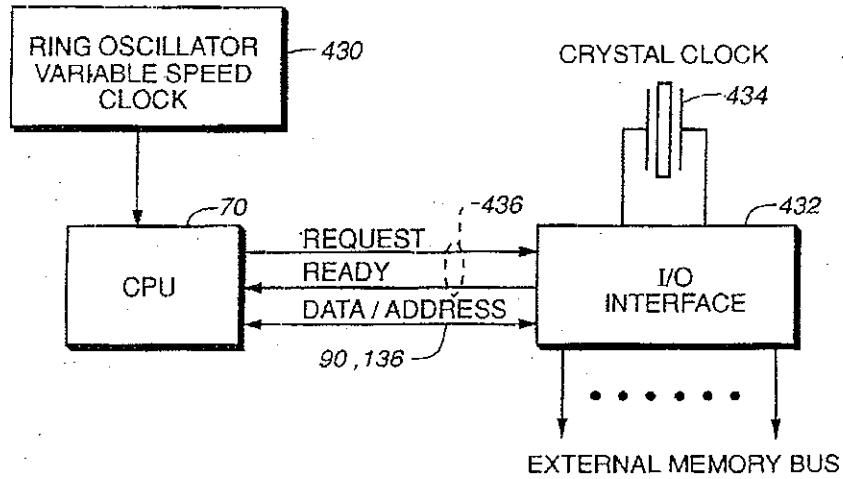 RING OSCILLATOR
VARIABLE SPEED
CLOCK
430
CRYSTAL CLOCK
434
70
CPU
REQUEST
READY
DATA / ADDRESS
436
90, 136
432
I/O
INTERFACE
EXTERNAL MEMORY BUS